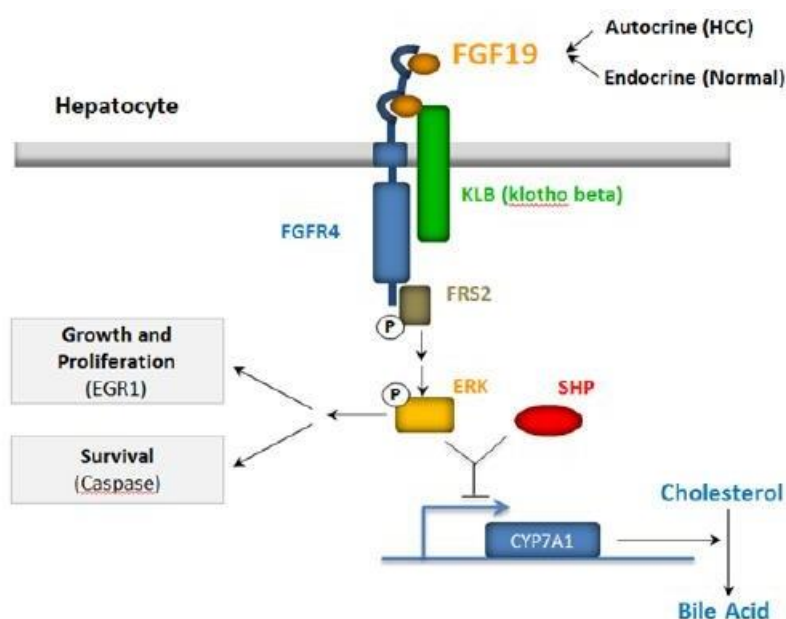 FGF19
Autocrine (HCC)
Endocrine (Normal)
Hepatocyte
KLB (klotho beta)
FGFR4
FRS2
P
Growth and
Proliferation
(EGR1)
P
ERK
SHP
Survival
(Caspase)
Cholesterol
CYP7A1
Bile Acid